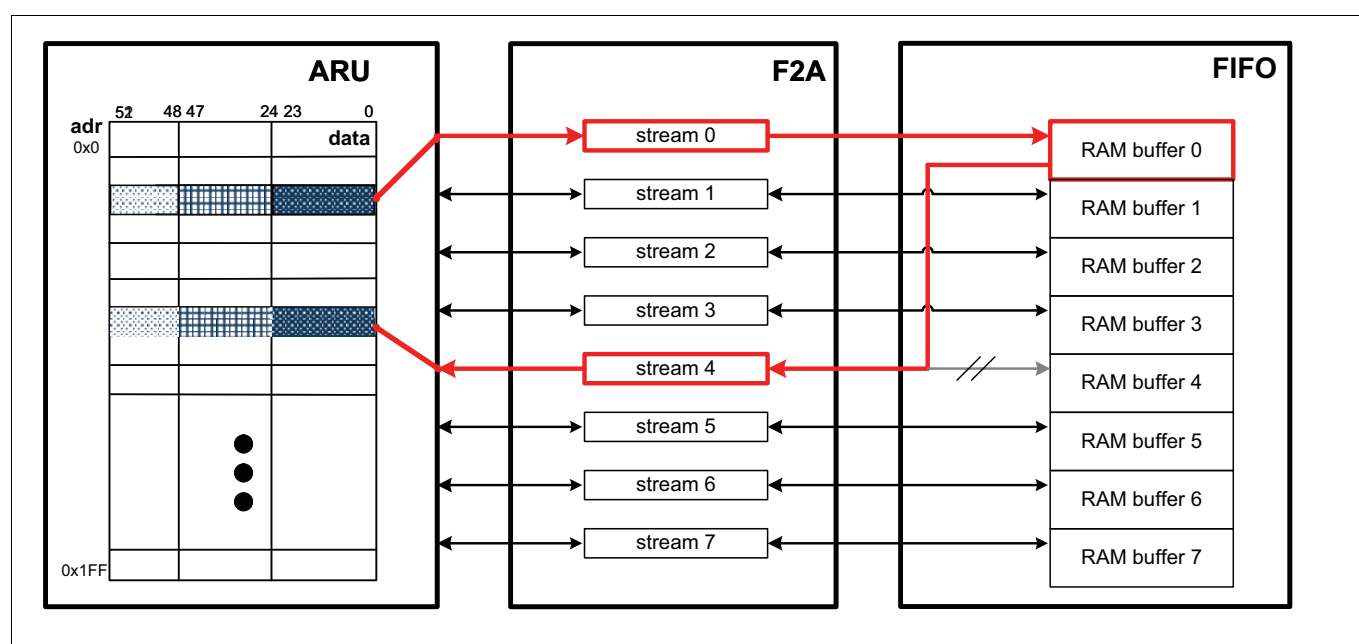 ARU
F2A
FIFO
48 47 24 23 0
adr
0x0
data
0x1FF
stream 0
stream 1
stream 2
stream 3
stream 4
stream 5
stream 6
stream 7
RAM buffer 0
RAM buffer 1
RAM buffer 2
RAM buffer 3
RAM buffer 4
RAM buffer 5
RAM buffer 6
RAM buffer 7